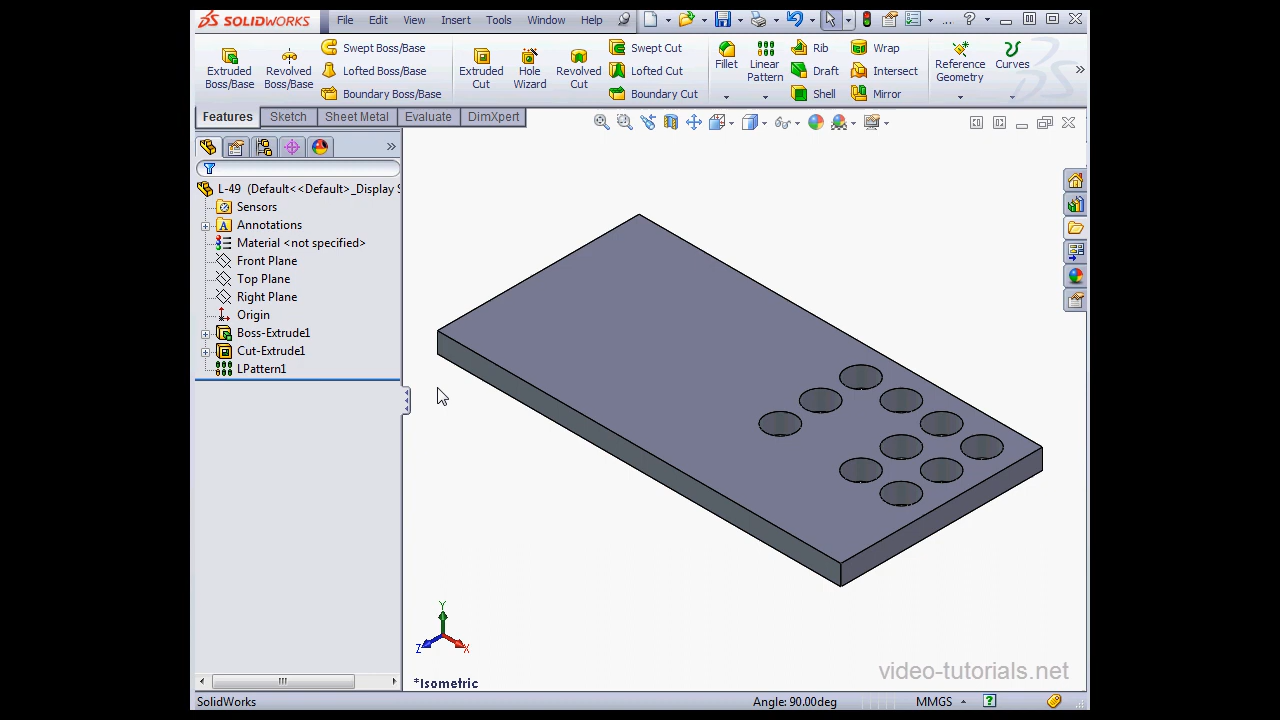 SOLIDWORKS File Edit View Insert Tools Window Help ... ?
Extruded Boss/Base
Revolved Boss/Base
Swept Boss/Base
Lofted Boss/Base
Boundary Boss/Base
Extruded Cut
Hole Wizard
Revolved Cut
Swept Cut
Lofted Cut
Boundary Cut
Fillet
Linear Pattern
Rib
Draft
Shell
Wrap
Intersect
Mirror
Reference Geometry
Curves
Features Sketch Sheet Metal Evaluate DimXpert
L-49 (Default<<Default>_Display S
Sensors
Annotations
Material <not specified>
Front Plane
Top Plane
Right Plane
Origin
Boss-Extrude1
Cut-Extrude1
LPattern1
Y
Z X
*Isometric
video-tutorials.net
SolidWorks Angle: 90.00deg MMGS ?